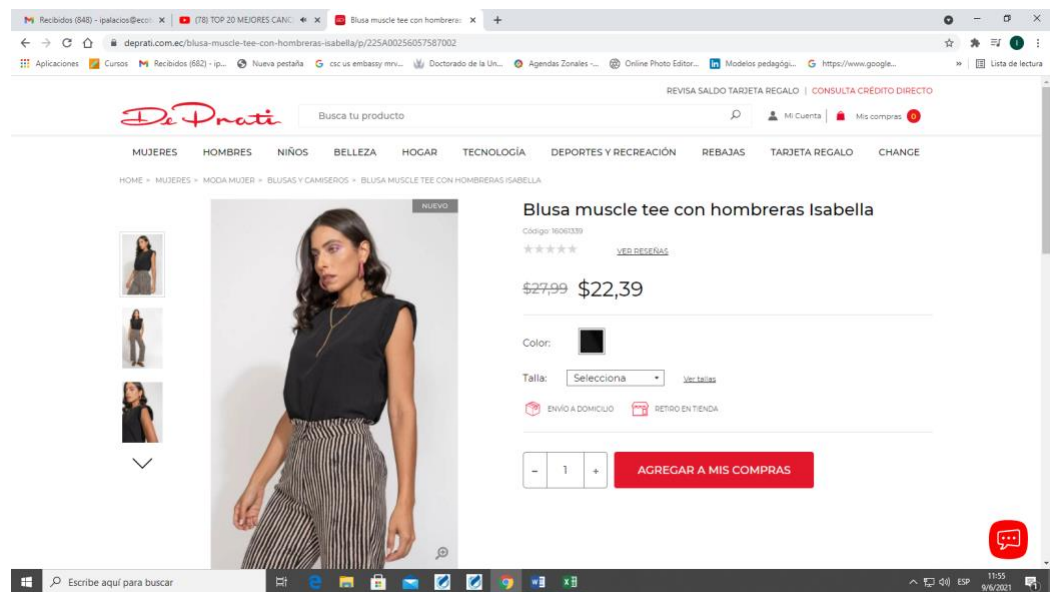 Recibidos (848) - ipalacios@ecot
(78) TOP 20 MEJORES CANC
Blusa muscle tee con hombreras
deprati.com.ec/blusa-muscle-tee-con-hombreras-isabella/p/225A00256057587002
Aplicaciones Cursos Recibidos (682) - ip... Nueva pestaña csc us embassy mrv... Doctorado de la Un... Agendas Zonales -... Online Photo Editor... Modelos pedagógi... https://www.google... » Lista de lectura
REVISA SALDO TARJETA REGALO | CONSULTA CRÉDITO DIRECTO
De Prati Busca tu producto Mi Cuenta Mis compras 0
MUJERES HOMBRES NIÑOS BELLEZA HOGAR TECNOLOGÍA DEPORTES Y RECREACIÓN REBAJAS TARJETA REGALO CHANGE
HOME » MUJERES » MODA MUJER » BLUSAS Y CAMISEROS » BLUSA MUSCLE TEE CON HOMBRERAS ISABELLA
NUEVO
Blusa muscle tee con hombreras Isabella
Código: 16061339
VER RESEÑAS
$27,99 $22,39
Color:
Talla: Selecciona Ver tallas
ENVÍO A DOMICILIO RETIRO EN TIENDA
- 1 + AGREGAR A MIS COMPRAS
Escribe aquí para buscar
ESP
11:55
9/6/2021
1